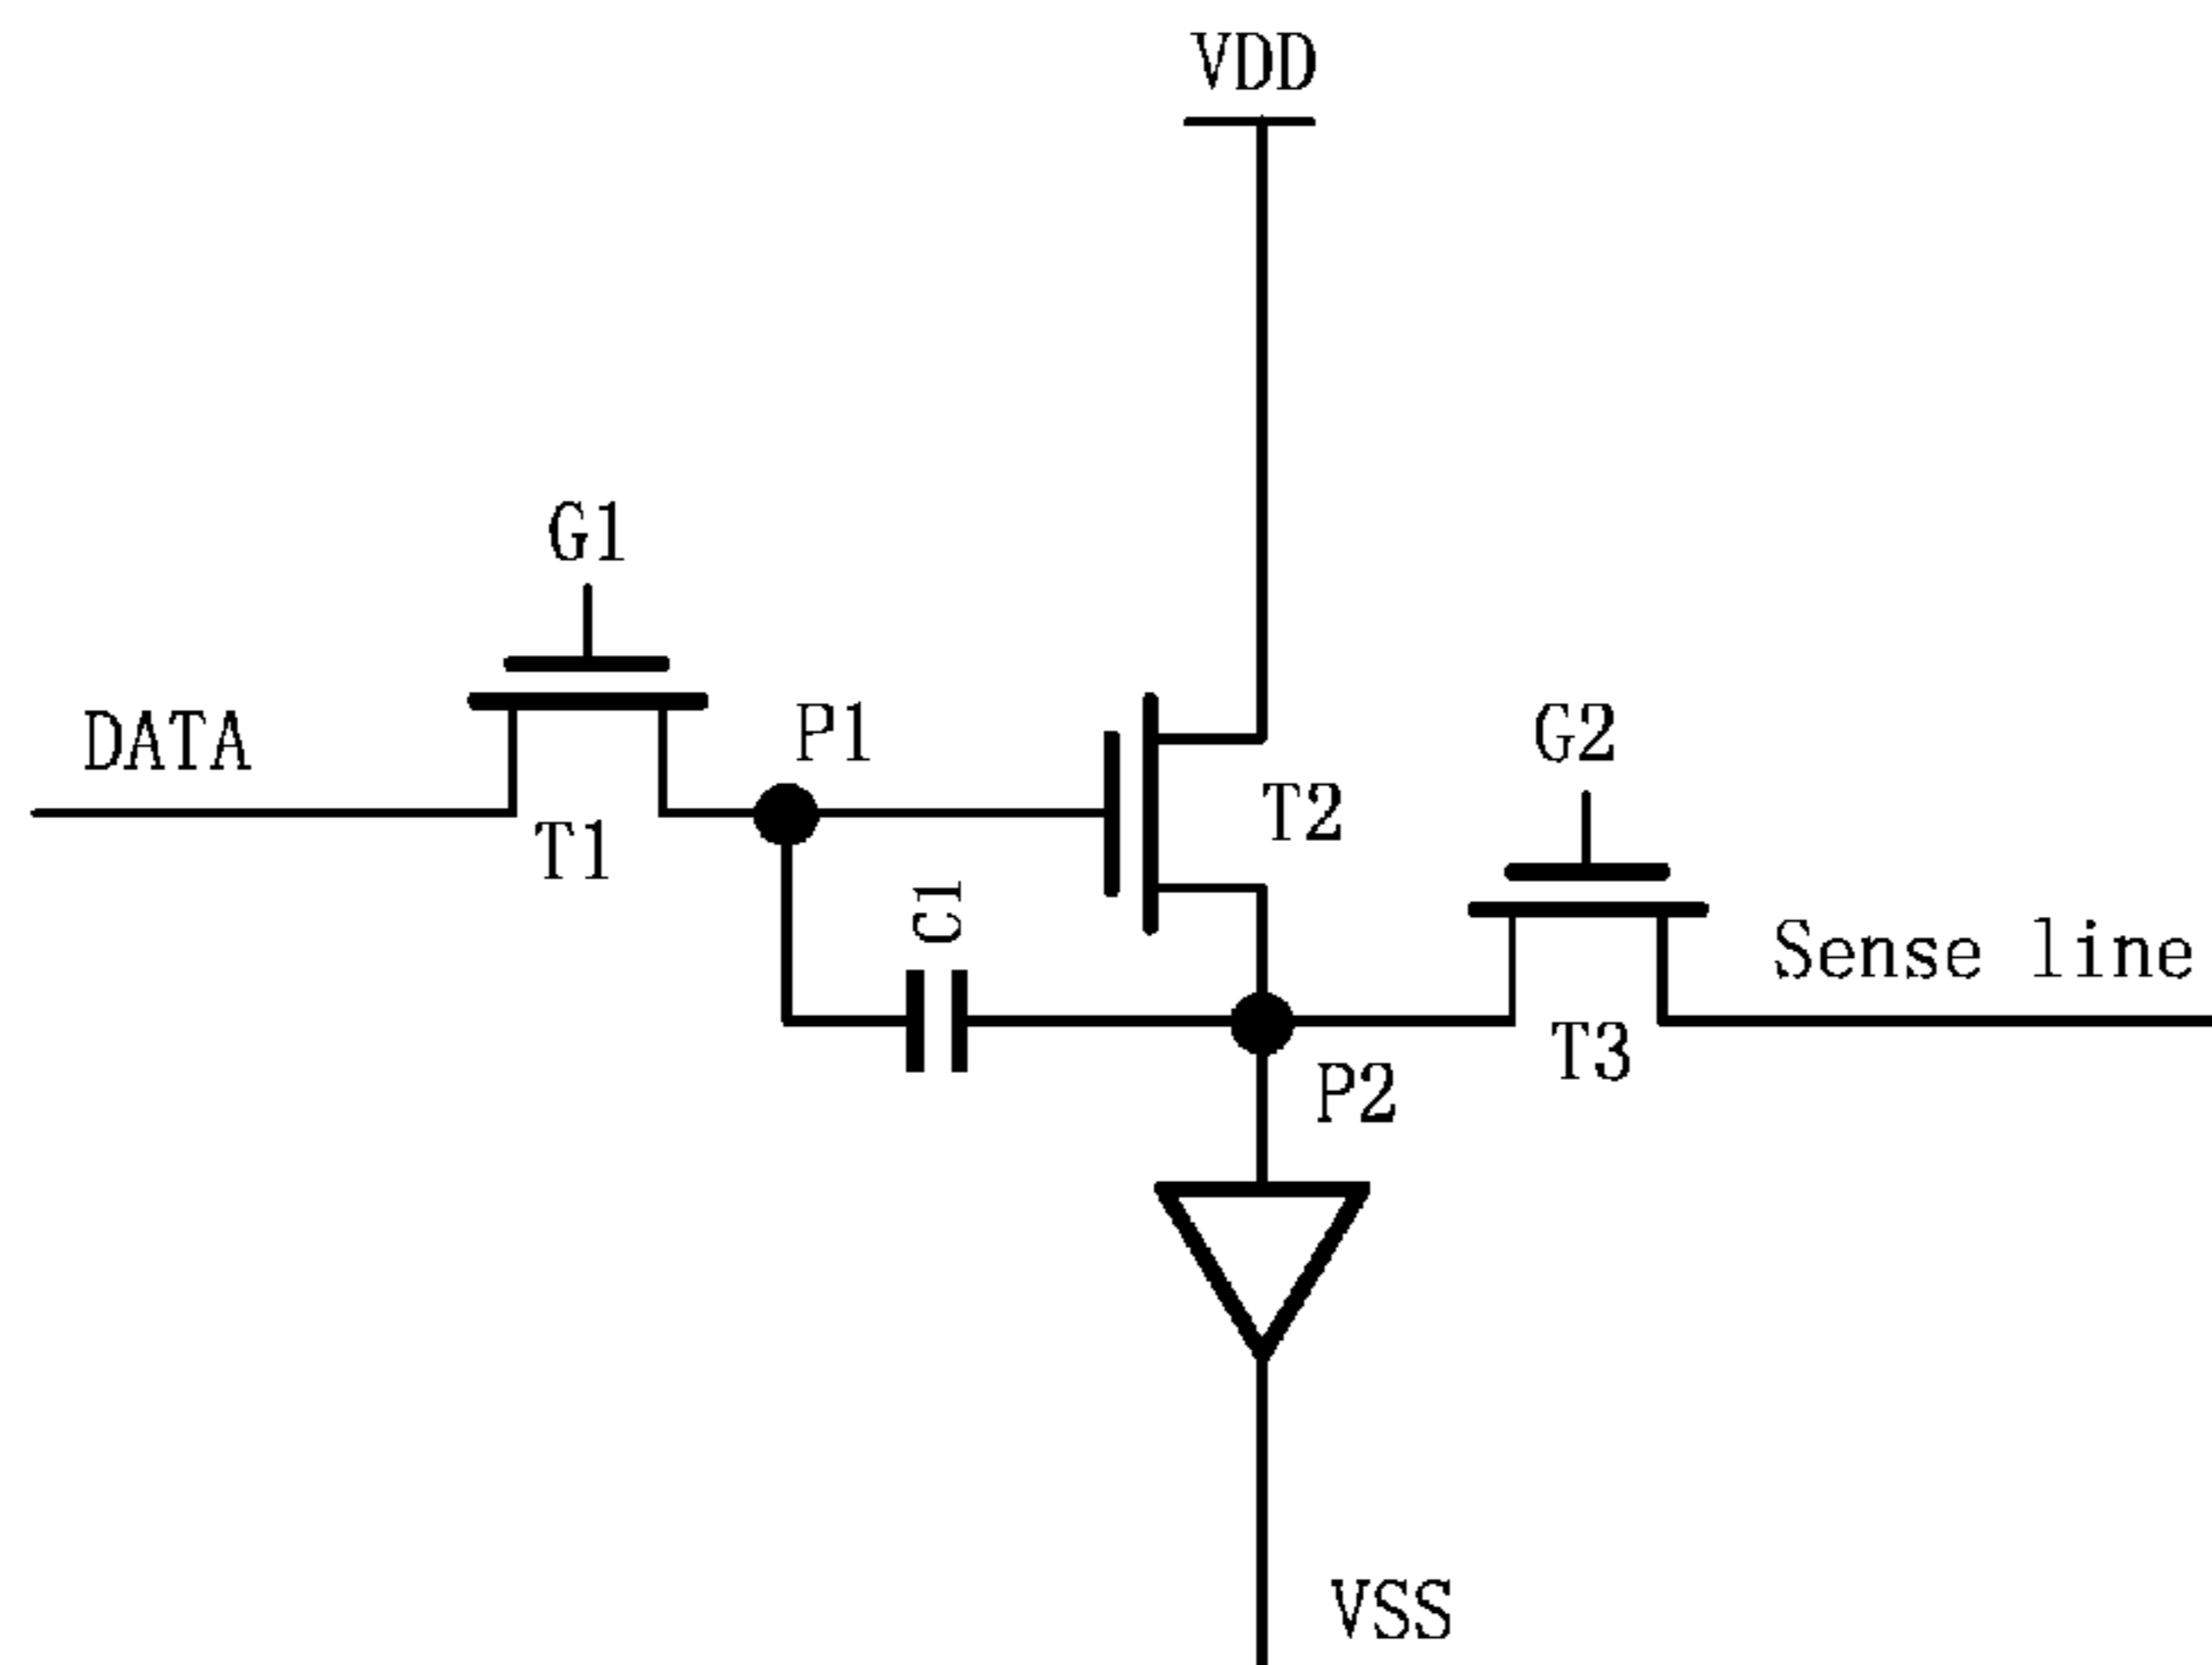 VDD
G1
P1
G2
DATA
T2
T1
C1
Sense line
T3
P2
VSS